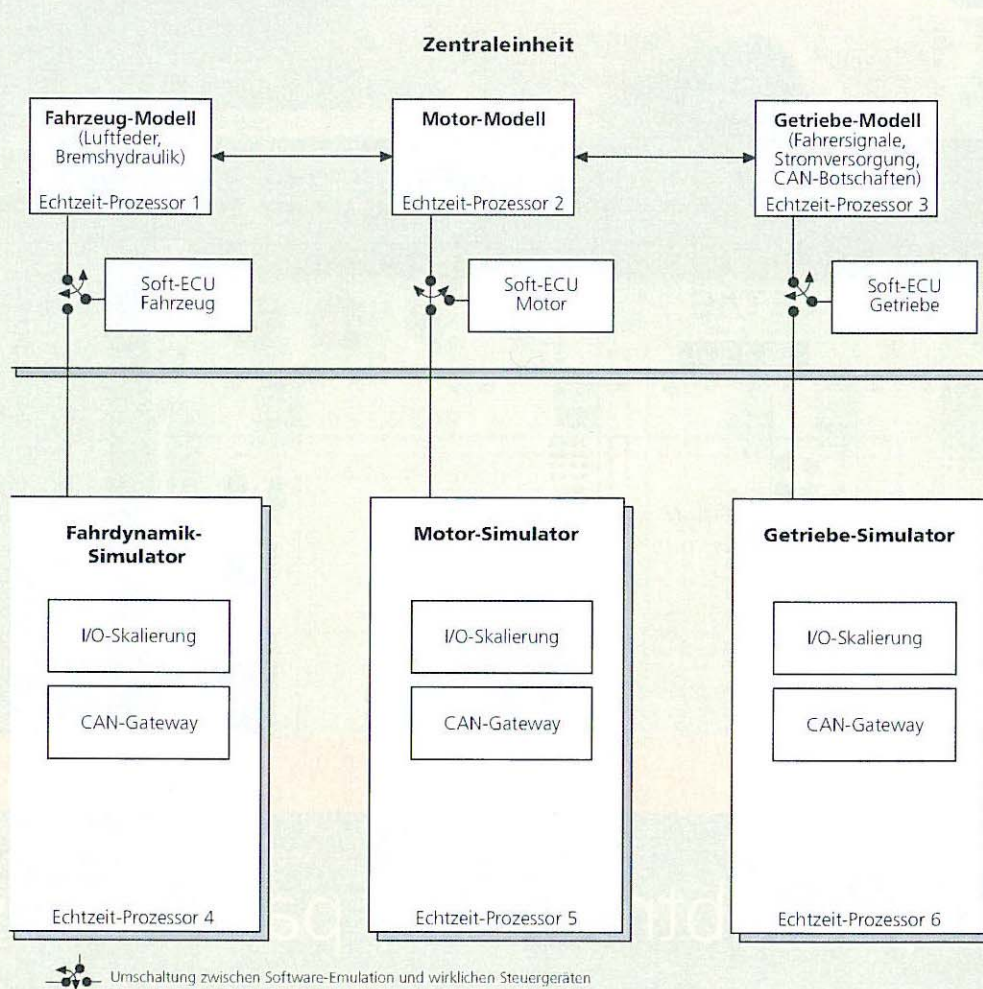 Zentraleinheit
Fahrzeug-Modell
(Luftfeder,
Bremshydraulik)
Echtzeit-Prozessor 1
Motor-Modell
Echtzeit-Prozessor 2
Getriebe-Modell
(Fahrersignale,
Stromversorgung,
CAN-Botschaften)
Echtzeit-Prozessor 3
Soft-ECU
Fahrzeug
Soft-ECU
Motor
Soft-ECU
Getriebe
Fahrdynamik-
Simulator
I/O-Skalierung
CAN-Gateway
Echtzeit-Prozessor 4
Motor-Simulator
I/O-Skalierung
CAN-Gateway
Echtzeit-Prozessor 5
Getriebe-Simulator
I/O-Skalierung
CAN-Gateway
Echtzeit-Prozessor 6
Umschaltung zwischen Software-Emulation und wirklichen Steuergeräten